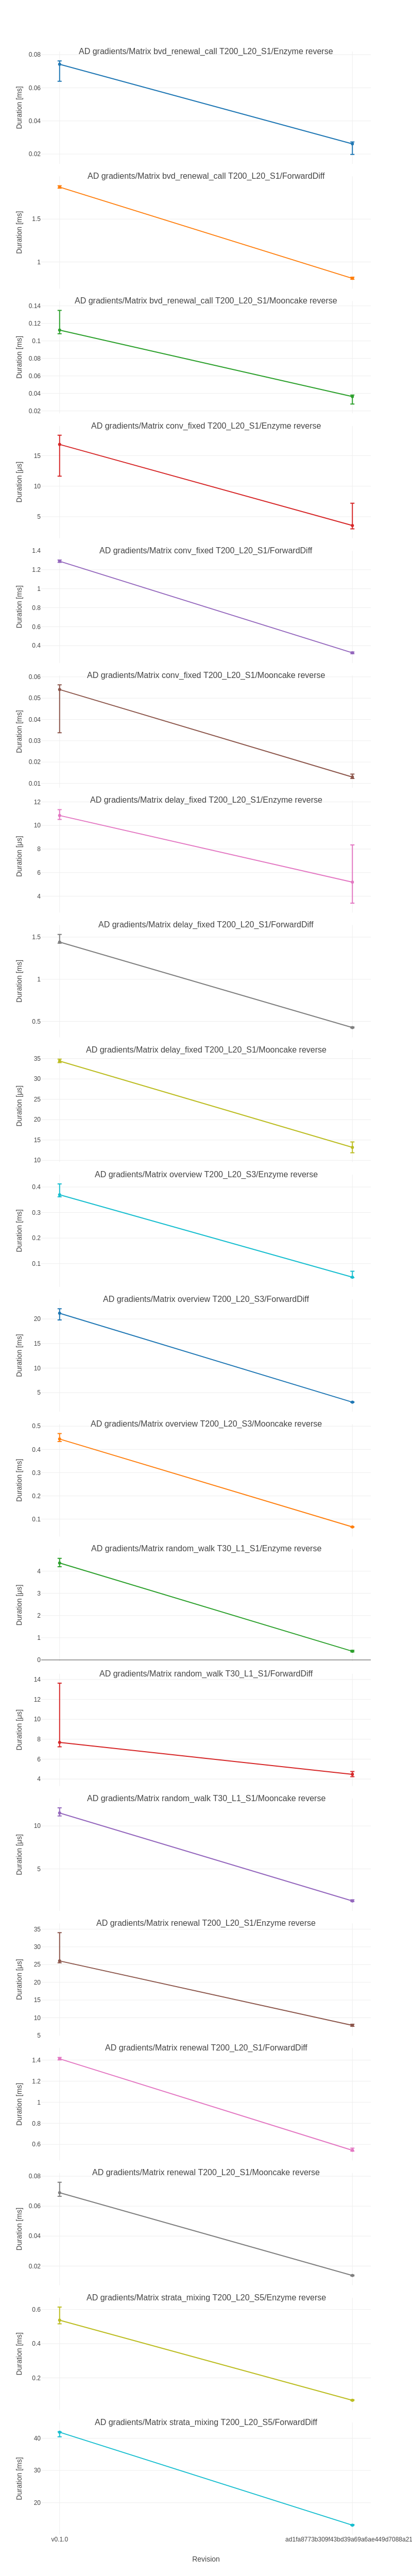 AD gradients/Matrix bvd_renewal_call T200_L20_S1/Enzyme reverse
Duration [ms]
0.08
0.06
0.04
0.02
AD gradients/Matrix bvd_renewal_call T200_L20_S1/ForwardDiff
Duration [ms]
1.5
1
AD gradients/Matrix bvd_renewal_call T200_L20_S1/Mooncake reverse
Duration [ms]
0.14
0.12
0.1
0.08
0.06
0.04
0.02
AD gradients/Matrix conv_fixed T200_L20_S1/Enzyme reverse
Duration [μs]
15
10
5
AD gradients/Matrix conv_fixed T200_L20_S1/ForwardDiff
Duration [ms]
1.4
1.2
1
0.8
0.6
0.4
AD gradients/Matrix conv_fixed T200_L20_S1/Mooncake reverse
Duration [ms]
0.06
0.05
0.04
0.03
0.02
0.01
AD gradients/Matrix delay_fixed T200_L20_S1/Enzyme reverse
Duration [μs]
12
10
8
6
4
AD gradients/Matrix delay_fixed T200_L20_S1/ForwardDiff
Duration [ms]
1.5
1
0.5
AD gradients/Matrix delay_fixed T200_L20_S1/Mooncake reverse
Duration [μs]
35
30
25
20
15
10
AD gradients/Matrix overview T200_L20_S3/Enzyme reverse
Duration [ms]
0.4
0.3
0.2
0.1
AD gradients/Matrix overview T200_L20_S3/ForwardDiff
Duration [ms]
20
15
10
5
AD gradients/Matrix overview T200_L20_S3/Mooncake reverse
Duration [ms]
0.5
0.4
0.3
0.2
0.1
AD gradients/Matrix random_walk T30_L1_S1/Enzyme reverse
Duration [μs]
4
3
2
1
0
AD gradients/Matrix random_walk T30_L1_S1/ForwardDiff
Duration [μs]
14
12
10
8
6
4
AD gradients/Matrix random_walk T30_L1_S1/Mooncake reverse
Duration [μs]
10
5
AD gradients/Matrix renewal T200_L20_S1/Enzyme reverse
Duration [μs]
35
30
25
20
15
10
5
AD gradients/Matrix renewal T200_L20_S1/ForwardDiff
Duration [ms]
1.4
1.2
1
0.8
0.6
AD gradients/Matrix renewal T200_L20_S1/Mooncake reverse
Duration [ms]
0.08
0.06
0.04
0.02
AD gradients/Matrix strata_mixing T200_L20_S5/Enzyme reverse
Duration [ms]
0.6
0.4
0.2
AD gradients/Matrix strata_mixing T200_L20_S5/ForwardDiff
Duration [ms]
40
30
20
v0.1.0
ad1fa8773b309f43bd39a69a6ae449d7088a21
Revision